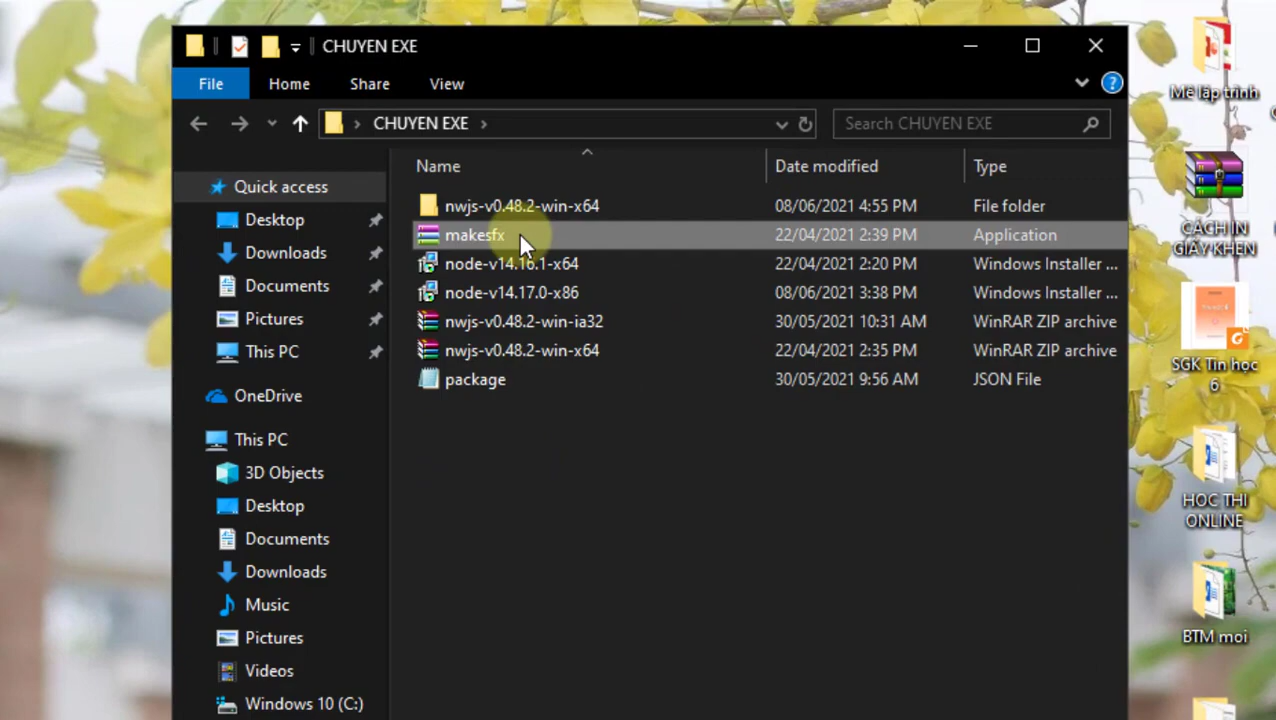 CHUYEN EXE
File
Home
Share
View
CHUYEN EXE
Search CHUYEN EXE
Name
Date modified
Type
Quick access
Desktop
Downloads
Documents
Pictures
This PC
OneDrive
This PC
3D Objects
Desktop
Documents
Downloads
Music
Pictures
Videos
Windows 10 (C:)
nwjs-v0.48.2-win-x64 08/06/2021 4:55 PM File folder
makesfx 22/04/2021 2:39 PM Application
node-v14.16.1-x64 22/04/2021 2:20 PM Windows Installer ...
node-v14.17.0-x86 08/06/2021 3:38 PM Windows Installer ...
nwjs-v0.48.2-win-ia32 30/05/2021 10:31 AM WinRAR ZIP archive
nwjs-v0.48.2-win-x64 22/04/2021 2:35 PM WinRAR ZIP archive
package 30/05/2021 9:56 AM JSON File
Mê lập trình
CÁCH IN
GIẤY KHEN
SGK Tin học
6
HOC THI
ONLINE
BTM moi